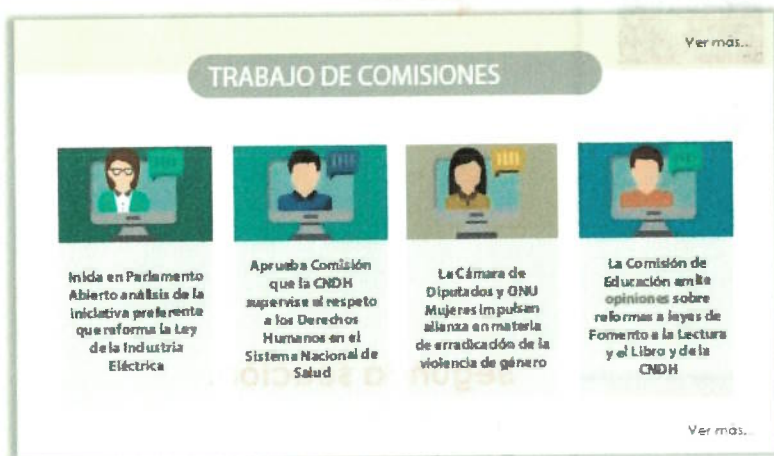 Ver más...
TRABAJO DE COMISIONES
Inicia en Parlamento
Abierto análisis de la
iniciativa preferente
que reforma la Ley
de la Industria
Eléctrica
Aprueba Comisión
que la CNDH
supervise el respeto
a los Derechos
Humanos en el
Sistema Nacional de
Salud
La Cámara de
Diputados y ONU
Mujeres impulsan
alianza en materia
de erradicación de la
violencia de género
La Comisión de
Educación emite
opiniones sobre
reformas a leyes de
Fomento a la Lectura
y el Libro y de la
CNDH
Ver más...